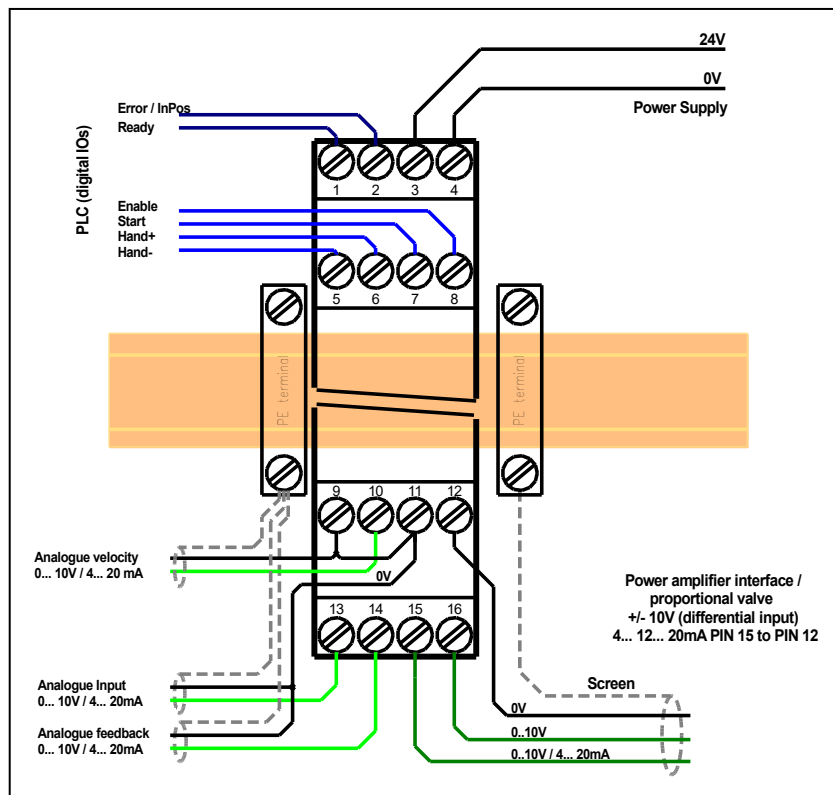 24V
0V
Power Supply
Error / InPos
Ready
PLC (digital IOs)
1 2 3 4
Enable
Start
Hand+
Hand-
5 6 7 8
PE terminal
PE terminal
9 10 11 12
Analogue velocity
0... 10V / 4... 20 mA
0V
Power amplifier interface /
proportional valve
+/- 10V (differential input)
4... 12... 20mA PIN 15 to PIN 12
13 14 15 16
Analogue Input
0... 10V / 4... 20mA
Screen
0V
Analogue feedback
0... 10V / 4... 20mA
0..10V
0..10V / 4... 20mA